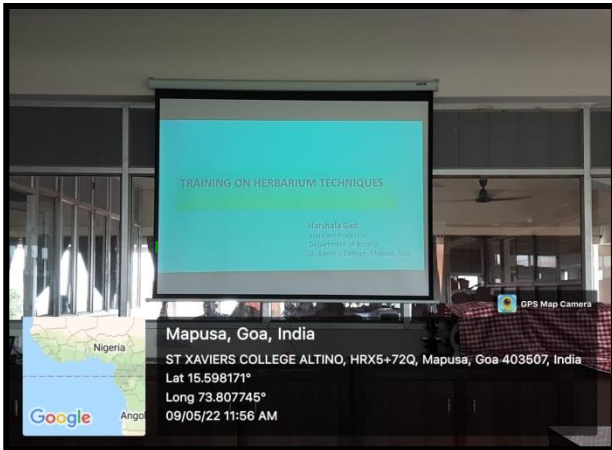 TRAINING ON HERBARIUM TECHNIQUES
Harshala Gad
Assistant Professor
Department of Botany
St. Xavier's College, Mapusa, Goa
GPS Map Camera
Nigeria
Angol
Google
Mapusa, Goa, India
ST XAVIERS COLLEGE ALTINO, HRX5+72Q, Mapusa, Goa 403507, India
Lat 15.598171°
Long 73.807745°
09/05/22 11:56 AM